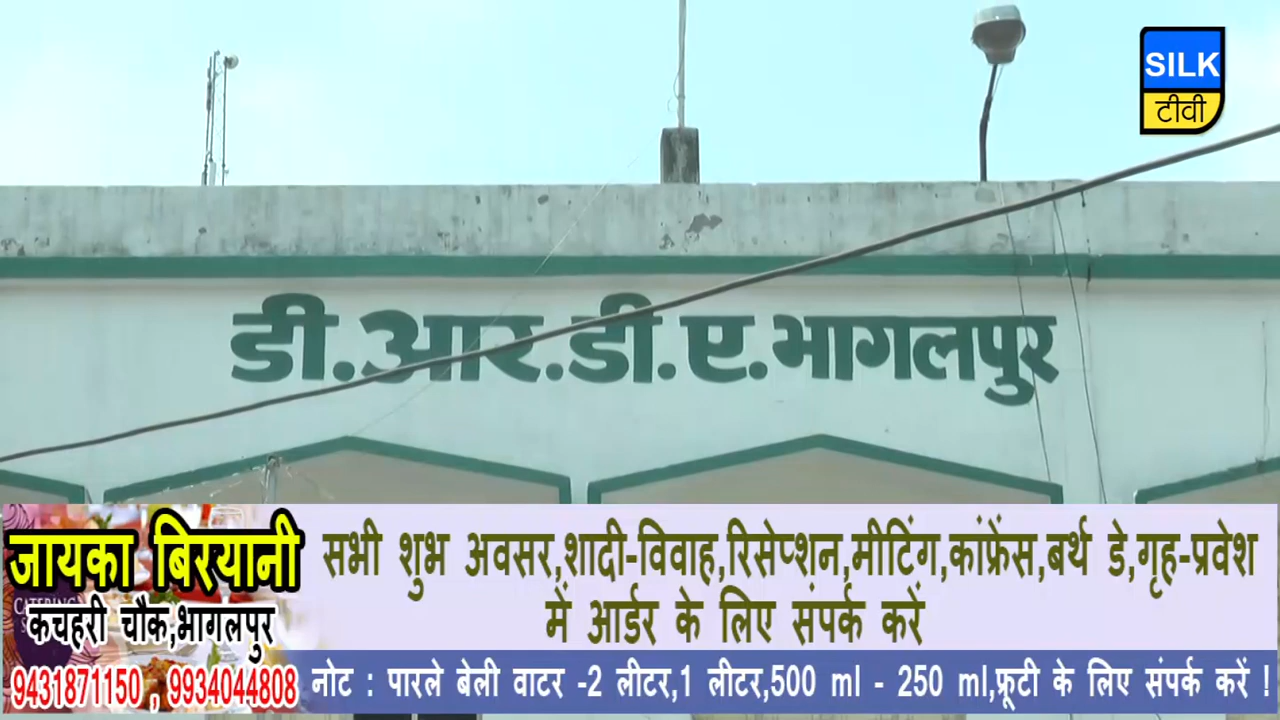 SILK
टीवी
डी.आर.डी.ए.भागलपुर
जायका बिरयानी
CATERING
कचहरी चौक,भागलपुर
9431871150 , 9934044808
सभी शुभ अवसर,शादी-विवाह,रिसेप्शन,मीटिंग,कांफ्रेंस,बर्थ डे,गृह-प्रवेश
में आर्डर के लिए संपर्क करें
नोट : पारले बेली वाटर -2 लीटर,1 लीटर,500 ml - 250 ml,फ्रूटी के लिए संपर्क करें !